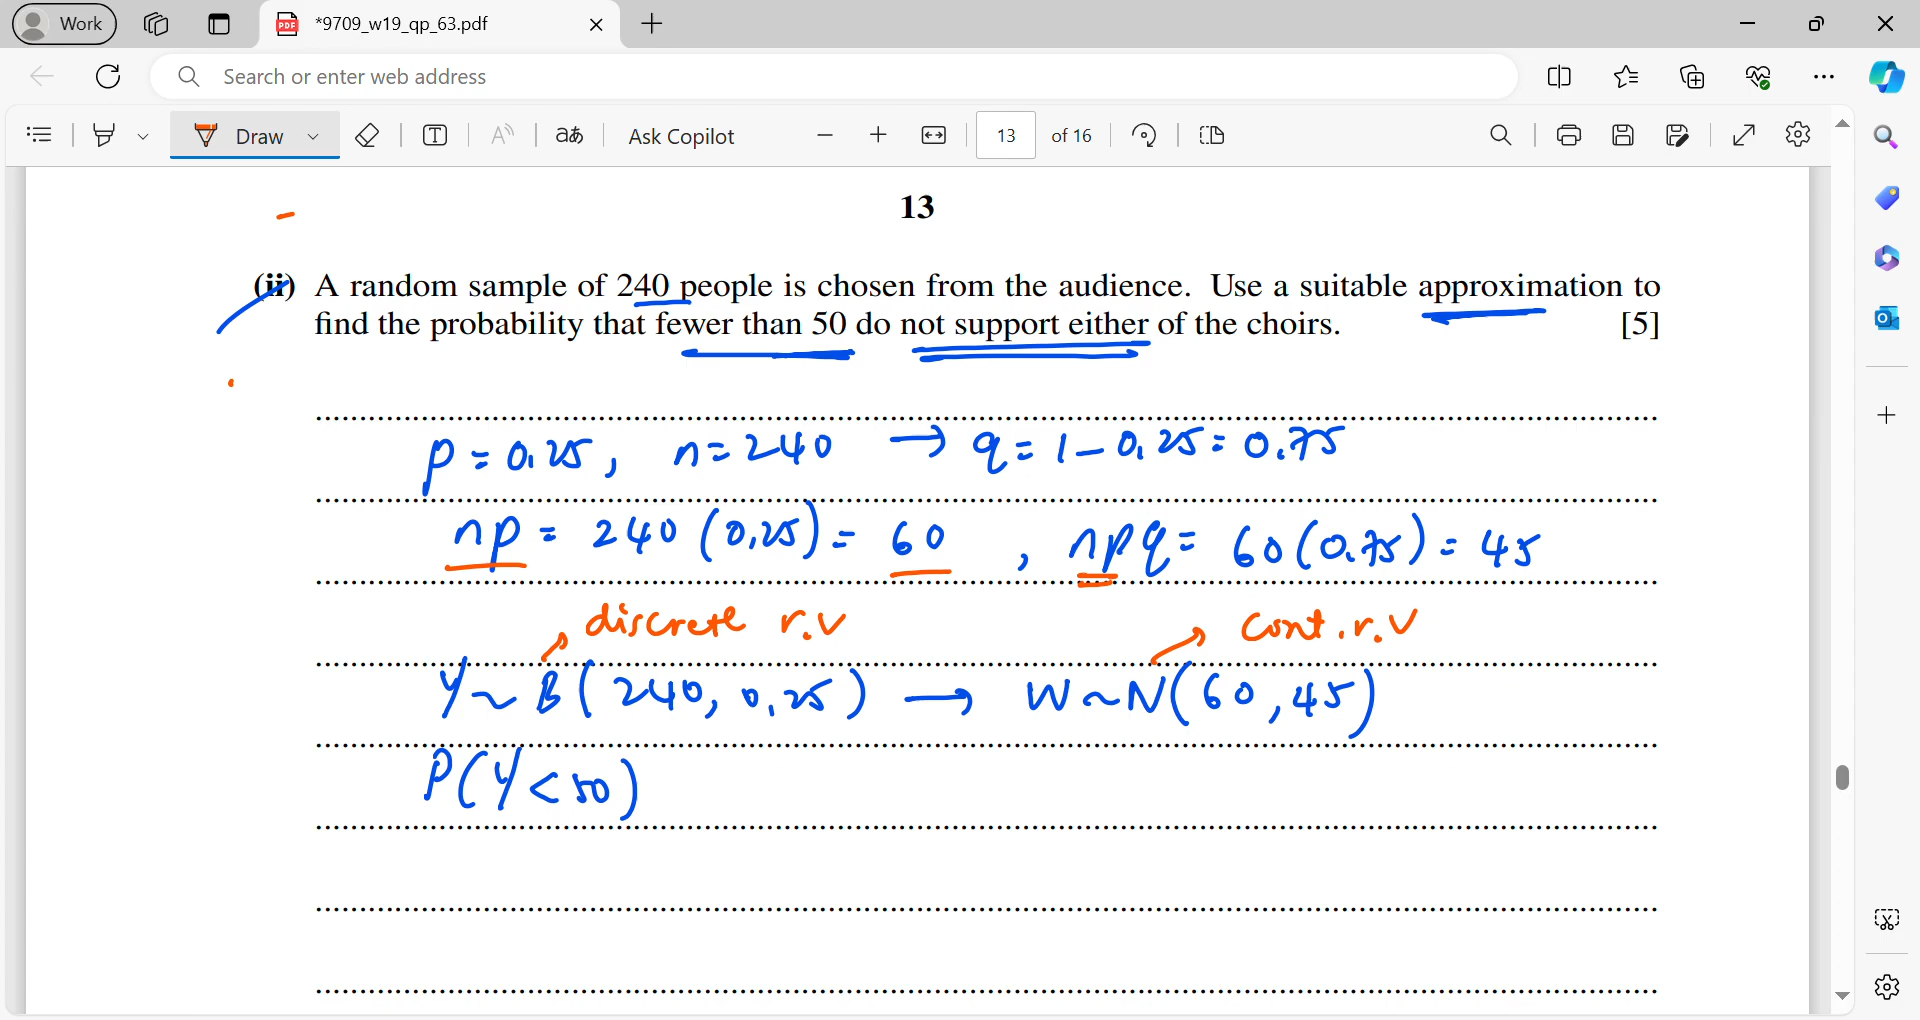 Work
*9709_w19_qp_63.pdf
Search or enter web address
Draw
aあ
Ask Copilot
13 of 16
13
(ii) A random sample of 240 people is chosen from the audience. Use a suitable approximation to
find the probability that fewer than 50 do not support either of the choirs. [5]
p = 0.25, n = 240 → q = 1 - 0.25 = 0.75
np = 240 (0.25) = 60 , npq = 60 (0.75) = 45
discrete r.v cont. r.v
Y ~ B(240, 0.25) → W ~ N(60, 45)
P(Y < 50)